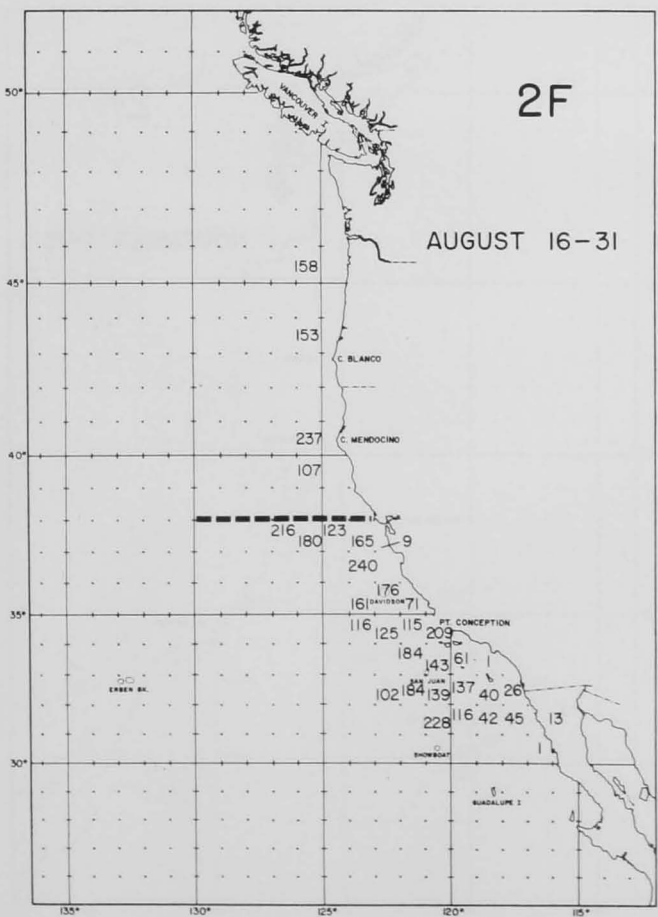 2F
50°
VANCOUVER I.
AUGUST 16-31
158
45°
153
C. BLANCO
237 C. MENDOCINO
40°
107
216 123
180 165 9
240
176
161 DAVIDSON 71
35°
116 115 PT. CONCEPTION
125 209
184 61 1
143
SAN JUAN
ERBEN BK.
102 184 139 137 40 26
228 116 42 45 13
SHOWBOAT 1
30°
GUADALUPE I.
135° 130° 125° 120° 115°